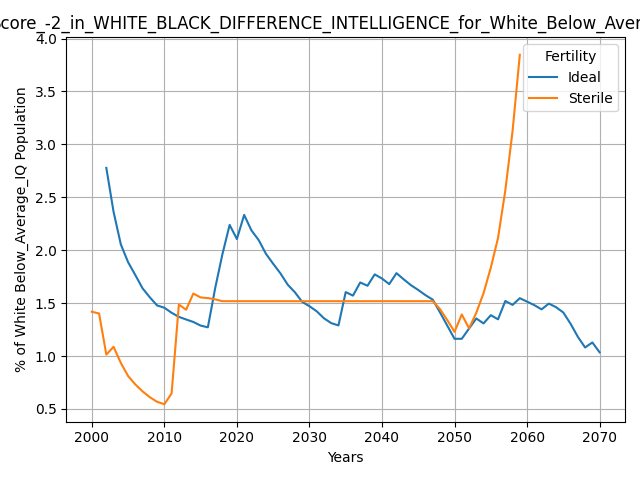 core_-2_in_WHITE_BLACK_DIFFERENCE_INTELLIGENCE_for_White_Below_Aver
Fertility
Ideal
Sterile
% of White Below_Average_IQ Population
4.0
3.5
3.0
2.5
2.0
1.5
1.0
0.5
2000 2010 2020 2030 2040 2050 2060 2070
Years